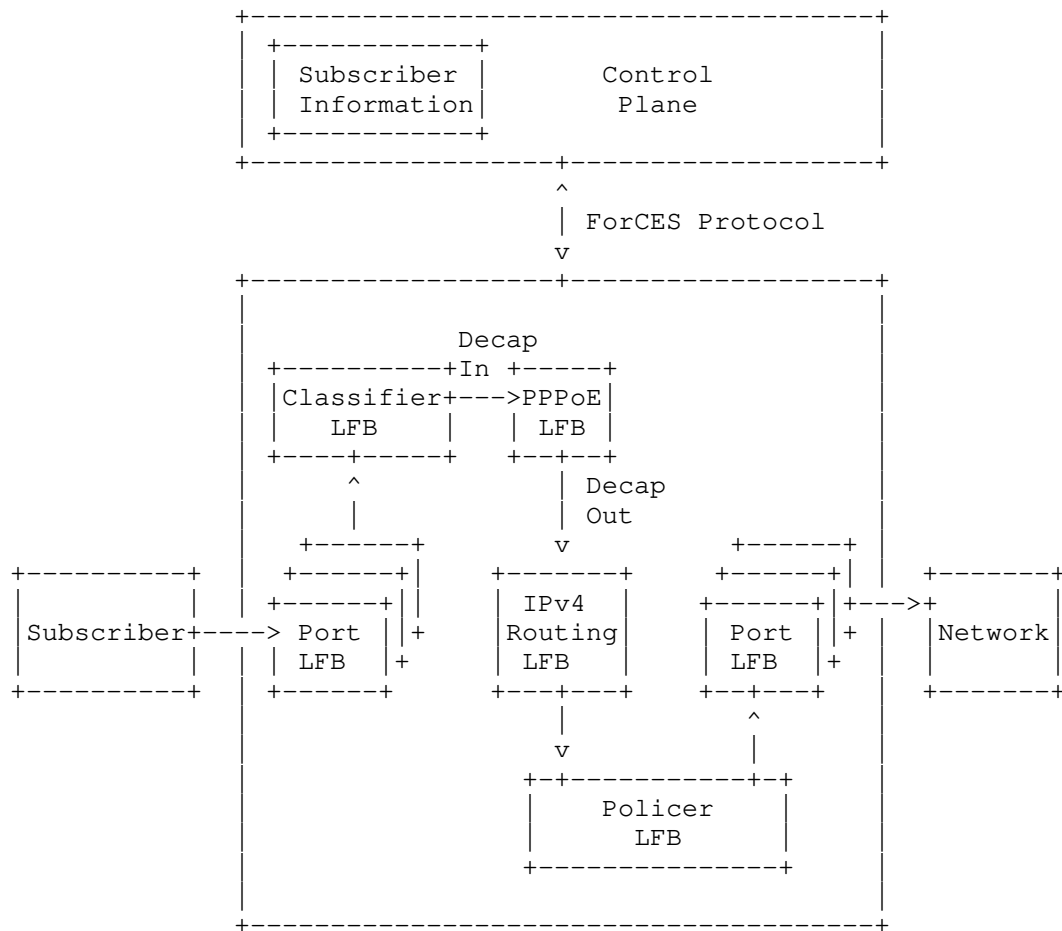 Subscriber Control
Information Plane
ForCES Protocol
Decap
In
Classifier PPPoE
LFB LFB
Decap
Out
IPv4
Subscriber Port Routing Port Network
LFB LFB LFB
Policer
LFB